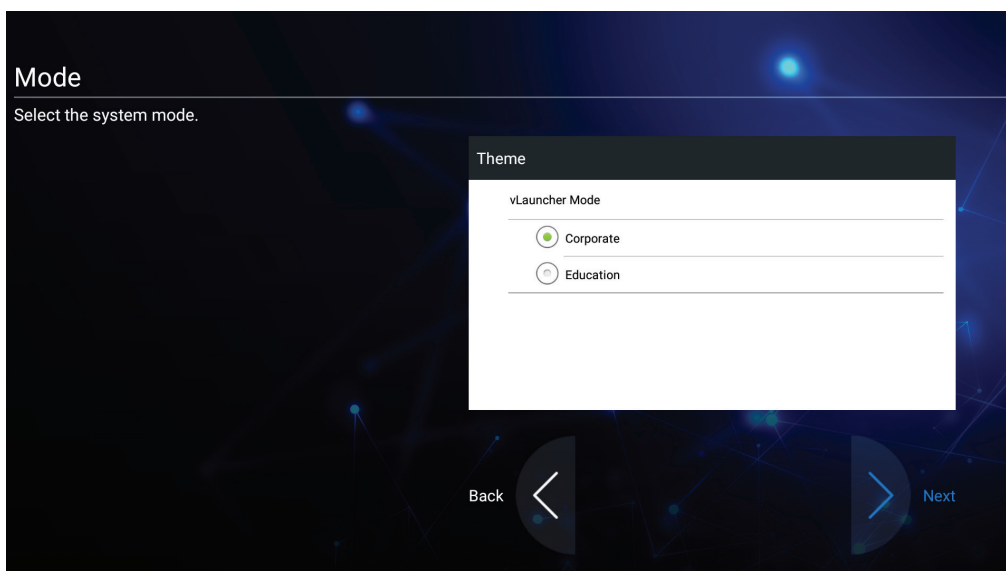 Mode
Select the system mode.
Theme
vLauncher Mode
Corporate
Education
Back
Next